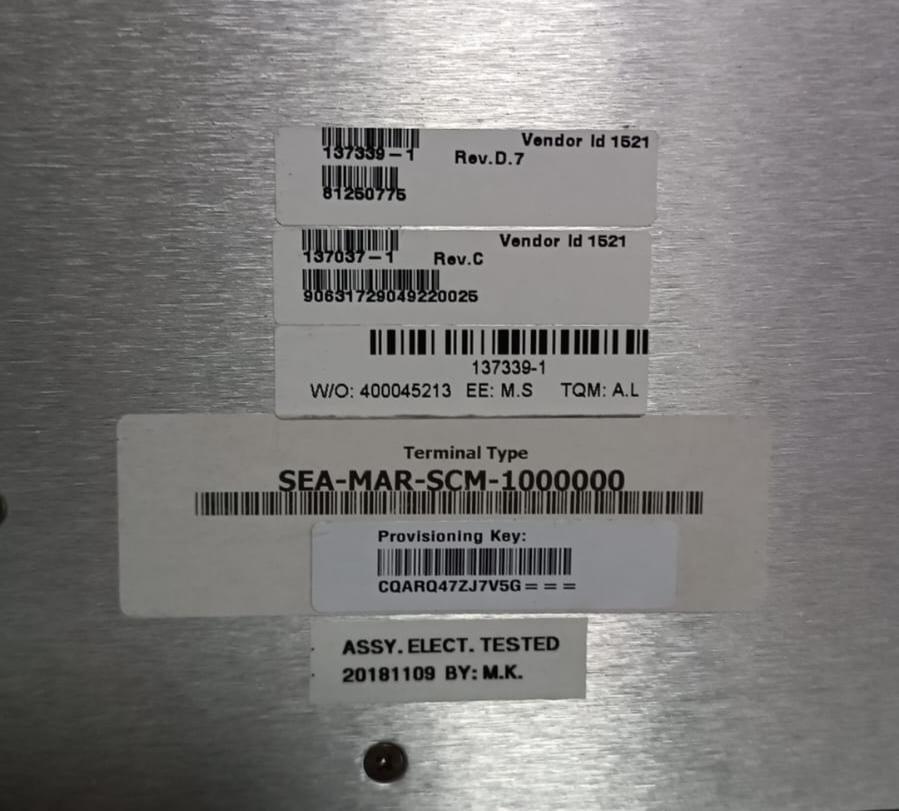 Vendor Id 1521
137339-1 Rev.D.7
81250775
Vendor Id 1521
137037-1 Rev.C
90631729049220025
137339-1
W/O: 400045213 EE: M.S TQM: A.L
Terminal Type
SEA-MAR-SCM-1000000
Provisioning Key:
CQARQ47ZJ7V5G===
ASSY. ELECT. TESTED
20181109 BY: M.K.